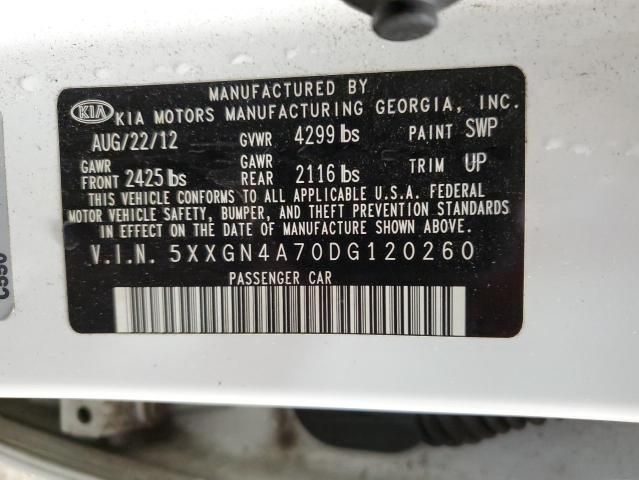 MANUFACTURED BY
KIA KIA MOTORS MANUFACTURING GEORGIA, INC.
AUG/22/12 GVWR 4299 lbs PAINT SWP
GAWR FRONT 2425 lbs GAWR REAR 2116 lbs TRIM UP
THIS VEHICLE CONFORMS TO ALL APPLICABLE U.S.A. FEDERAL
MOTOR VEHICLE SAFETY, BUMPER, AND THEFT PREVENTION STANDARDS
IN EFFECT ON THE DATE OF MANUFACTURE SHOWN ABOVE.
V.I.N. 5XXGN4A70DG120260
PASSENGER CAR